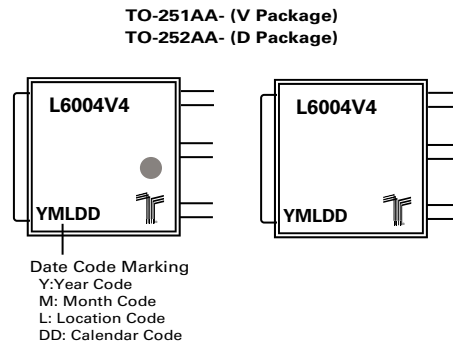 TO-251AA- (V Package)
TO-252AA- (D Package)
L6004V4
YMLDD
L6004V4
YMLDD
Date Code Marking
Y:Year Code
M: Month Code
L: Location Code
DD: Calendar Code